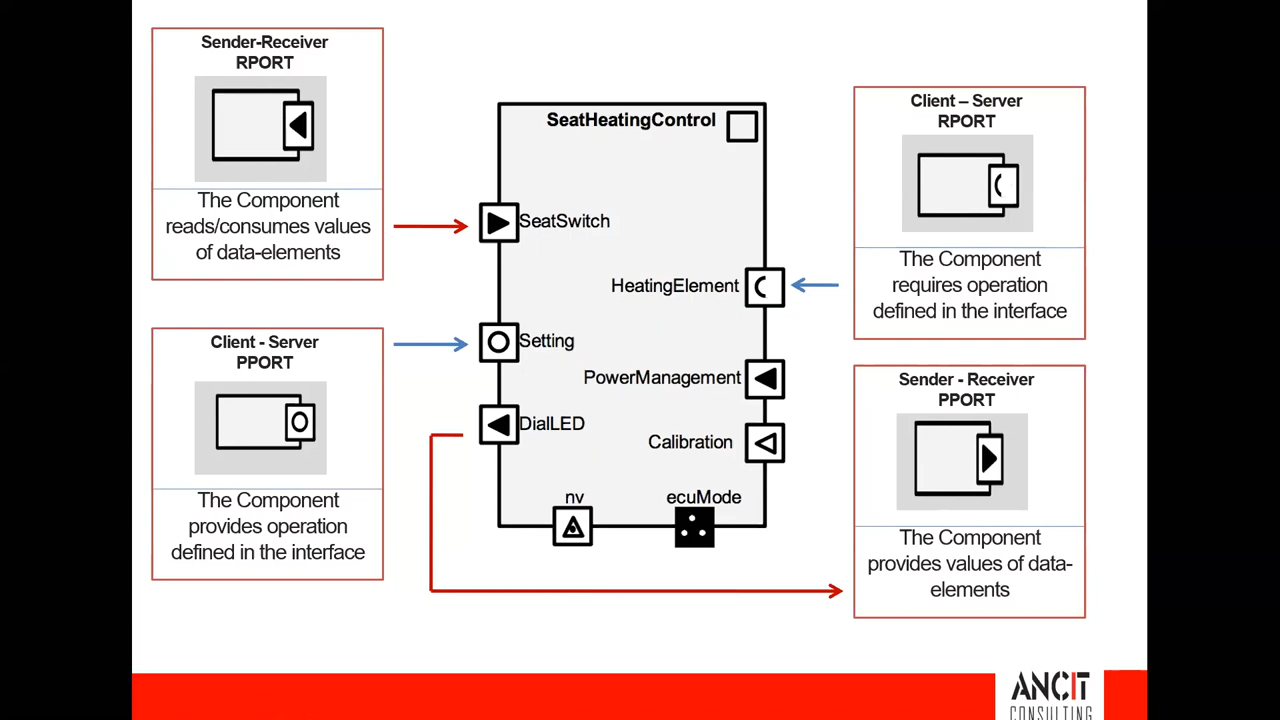 Sender-Receiver
RPORT
The Component
reads/consumes values
of data-elements
Client - Server
PPORT
The Component
provides operation
defined in the interface
SeatHeatingControl
SeatSwitch
HeatingElement
Setting
PowerManagement
DialLED
Calibration
nv
ecuMode
Client – Server
RPORT
The Component
requires operation
defined in the interface
Sender - Receiver
PPORT
The Component
provides values of data-
elements
ANCIT
CONSULTING